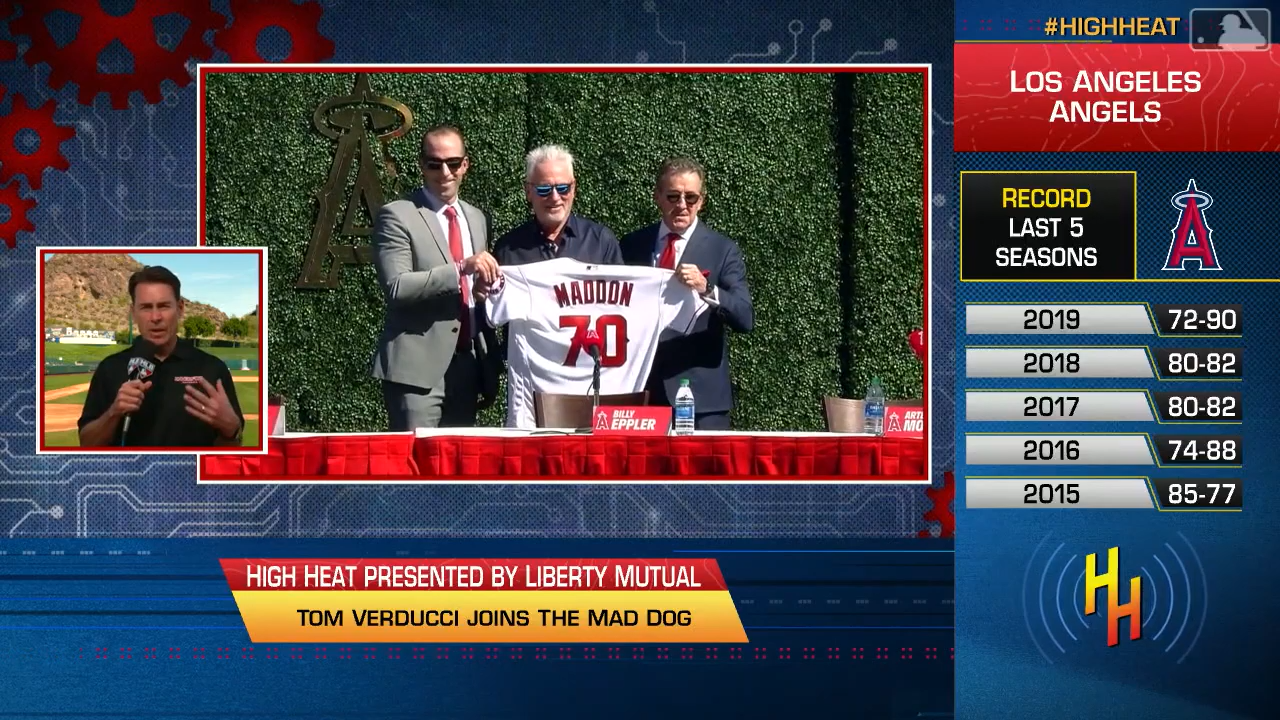 #HIGHHEAT
LOS ANGELES
ANGELS
RECORD
LAST 5
SEASONS
A
2019 72-90
2018 80-82
2017 80-82
2016 74-88
2015 85-77
HH
A
MADDON
70
BILLY
EPPLER
HIGH HEAT PRESENTED BY LIBERTY MUTUAL
TOM VERDUCCI JOINS THE MAD DOG